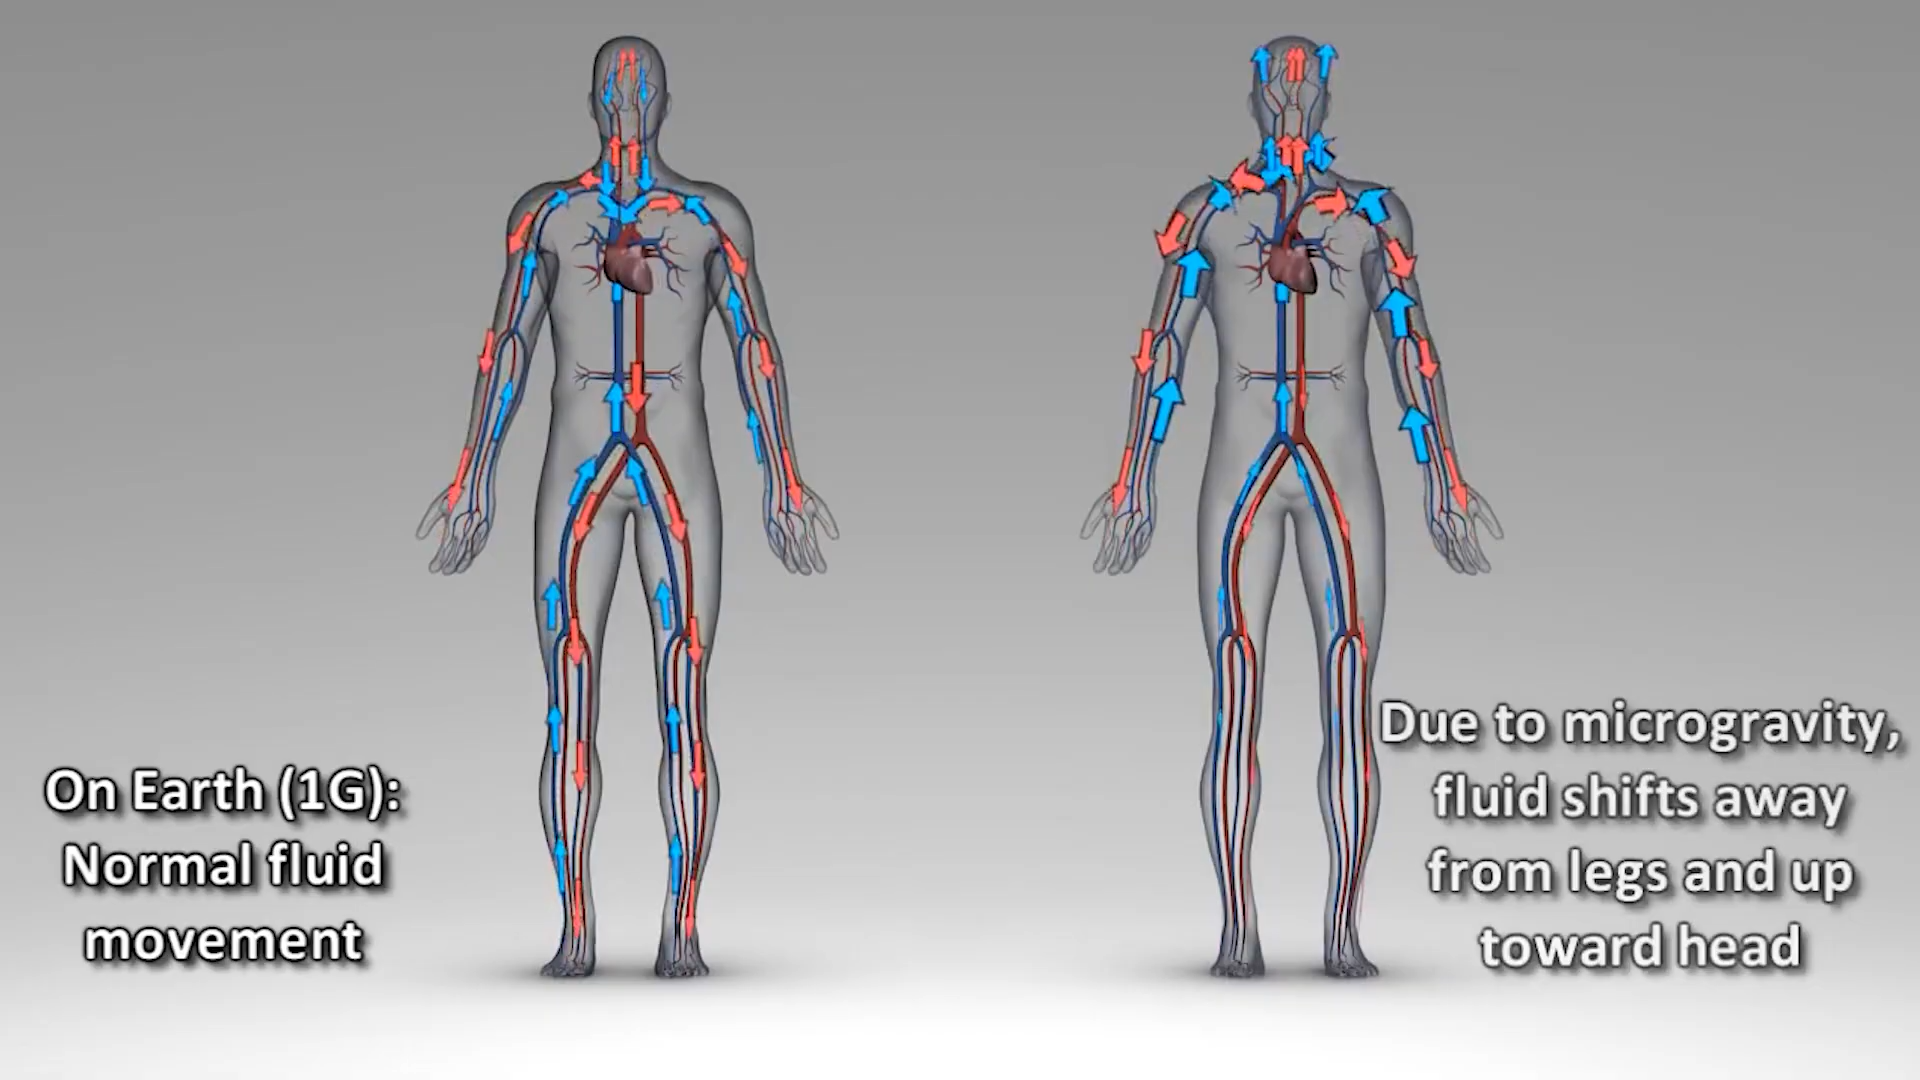 On Earth (1G):
Normal fluid
movement
Due to microgravity,
fluid shifts away
from legs and up
toward head